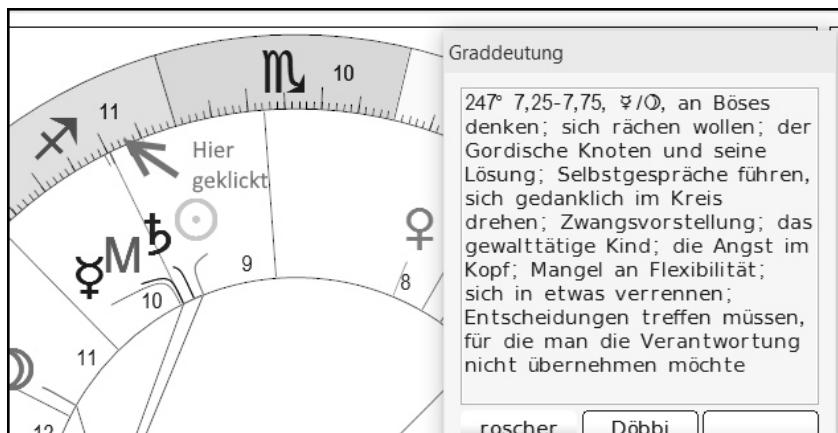 10
11
Hier
geklickt
M
9
8
10
11
12
Graddeutung
247° 7,25-7,75, ☿/☽, an Böses
denken; sich rächen wollen; der
Gordische Knoten und seine
Lösung; Selbstgespräche führen,
sich gedanklich im Kreis
drehen; Zwangsvorstellung; das
gewalttätige Kind; die Angst im
Kopf; Mangel an Flexibilität;
sich in etwas verrennen;
Entscheidungen treffen müssen,
für die man die Verantwortung
nicht übernehmen möchte
roscher
Döbbi